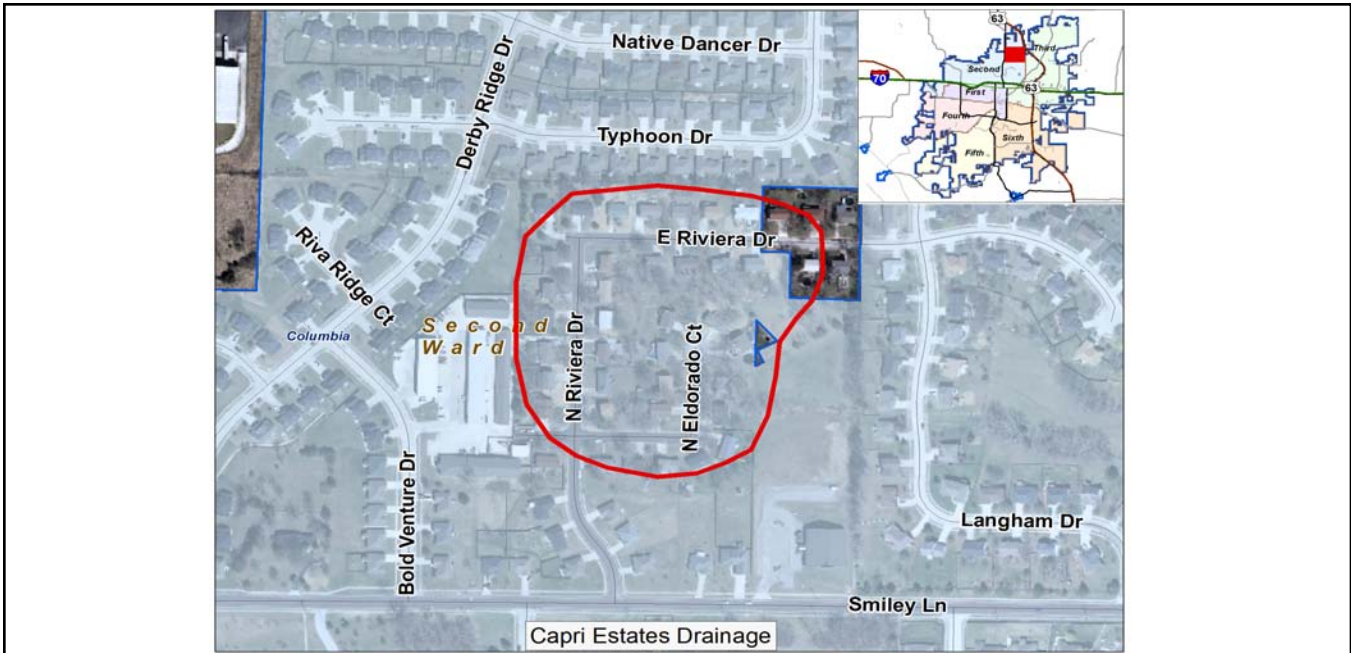 Native Dancer Dr
Derby Ridge Dr
Typhoon Dr
63
Third
Second
70
63
First
Fourth
Sixth
Fifth
E Riviera Dr
Riva Ridge Ct
Columbia
Second
Ward
N Riviera Dr
N Eldorado Ct
Bold Venture Dr
Langham Dr
Smiley Ln
Capri Estates Drainage